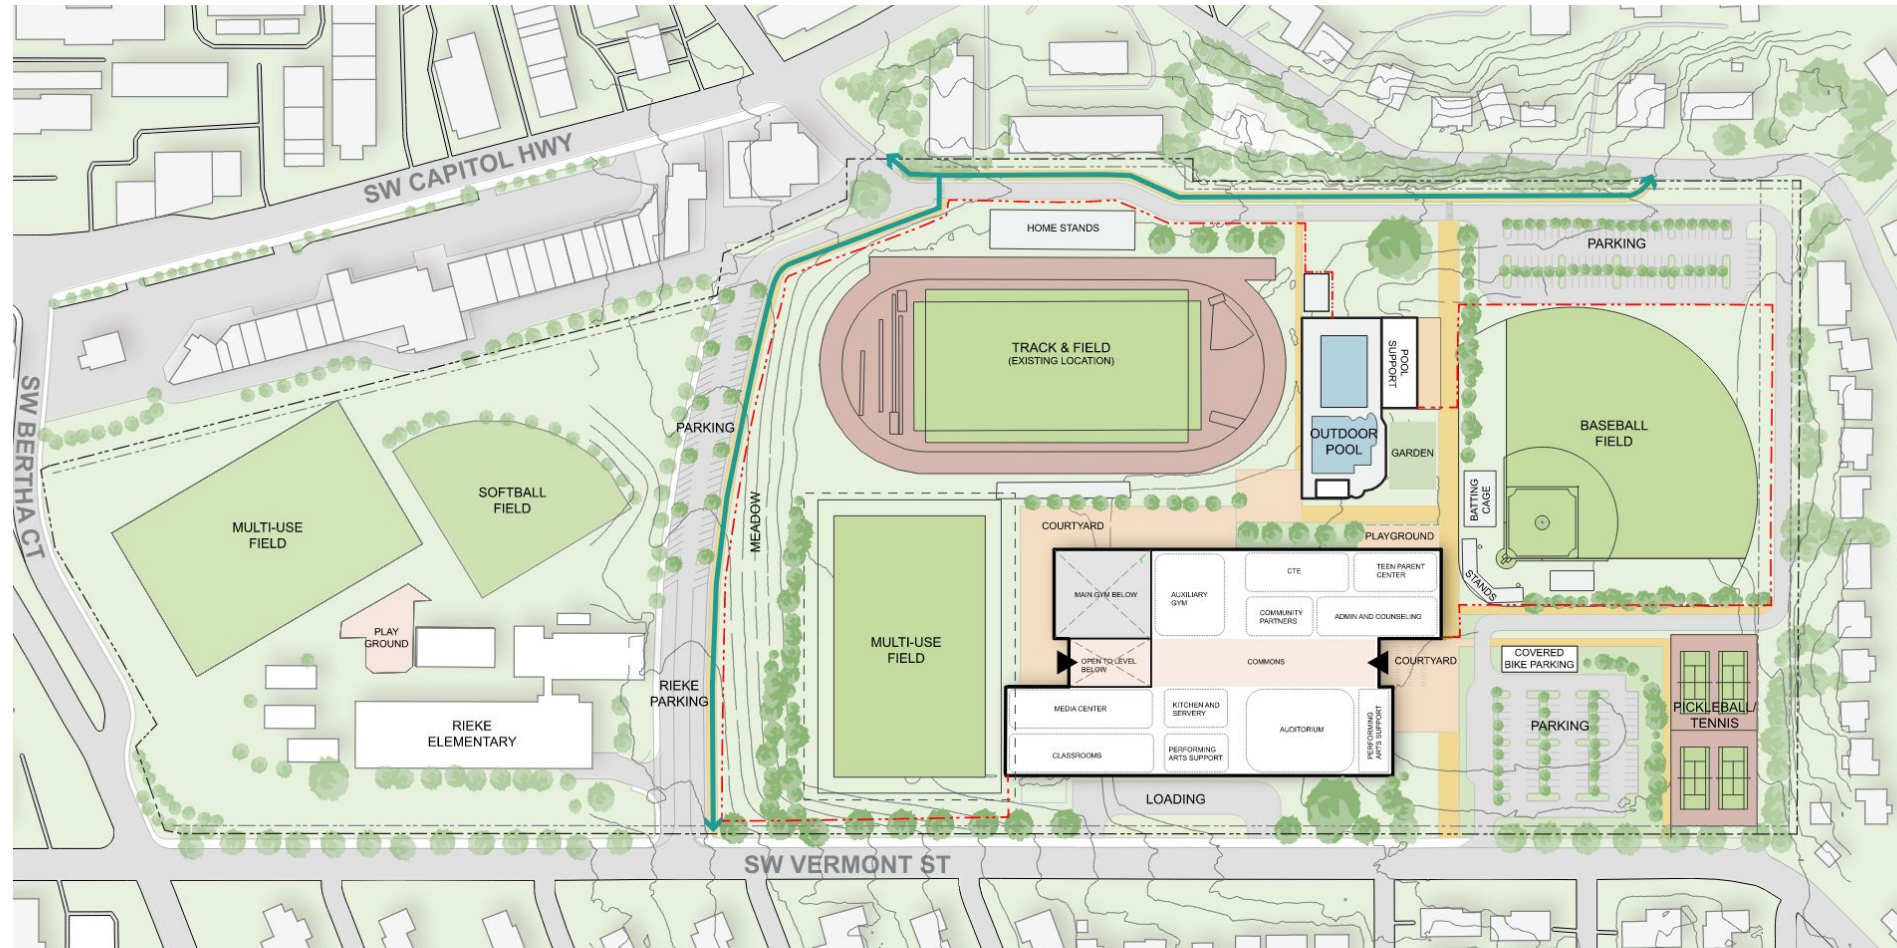 SW CAPITOL HWY
HOME STANDS
PARKING
TRACK & FIELD
(EXISTING LOCATION)
POOL
SUPPORT
SW BERTHA CT
PARKING
OUTDOOR
POOL
GARDEN
BASEBALL
FIELD
SOFTBALL
FIELD
MULTI-USE
FIELD
MEADOW
BATTING
CAGE
COURTYARD
PLAYGROUND
STANDS
MAIN GYM BELOW
AUXILIARY
GYM
CTE
TEEN PARENT
CENTER
COMMUNITY
PARTNERS
ADMIN AND COUNSELING
PLAY
GROUND
MULTI-USE
FIELD
OPEN TO LEVEL
BELOW
COMMONS
COURTYARD
COVERED
BIKE PARKING
RIEKE
PARKING
MEDIA CENTER
KITCHEN AND
SERVERY
AUDITORIUM
PERFORMING
ARTS SUPPORT
PICKLEBALL/
TENNIS
RIEKE
ELEMENTARY
PARKING
CLASSROOMS
PERFORMING
ARTS SUPPORT
LOADING
SW VERMONT ST